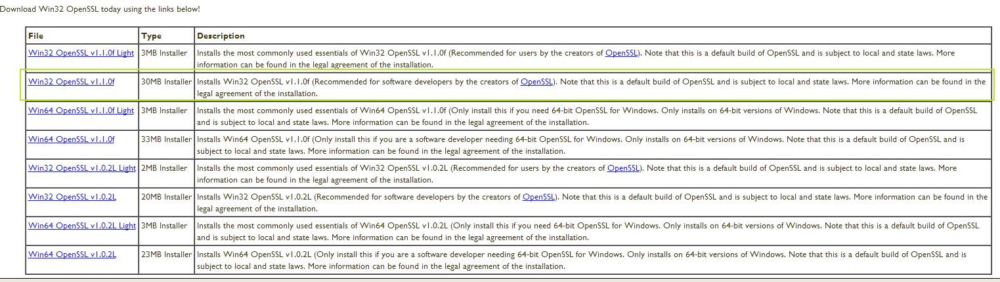 Download Win32 OpenSSL today using the links below!
File Type Description
Win32 OpenSSL v1.1.0f Light 3MB Installer Installs the most commonly used essentials of Win32 OpenSSL v1.1.0f (Recommended for users by the creators of OpenSSL). Note that this is a default build of OpenSSL and is subject to local and state laws. More
information can be found in the legal agreement of the installation.
Win32 OpenSSL v1.1.0f 30MB Installer Installs Win32 OpenSSL v1.1.0f (Recommended for software developers by the creators of OpenSSL). Note that this is a default build of OpenSSL and is subject to local and state laws. More information can be found in the
legal agreement of the installation.
Win64 OpenSSL v1.1.0f Light 3MB Installer Installs the most commonly used essentials of Win64 OpenSSL v1.1.0f (Only install this if you need 64-bit OpenSSL for Windows. Only installs on 64-bit versions of Windows. Note that this is a default build of OpenSSL
and is subject to local and state laws. More information can be found in the legal agreement of the installation.
Win64 OpenSSL v1.1.0f 33MB Installer Installs Win64 OpenSSL v1.1.0f (Only install this if you are a software developer needing 64-bit OpenSSL for Windows. Only installs on 64-bit versions of Windows. Note that this is a default build of OpenSSL and is
subject to local and state laws. More information can be found in the legal agreement of the installation.
Win32 OpenSSL v1.0.2L Light 2MB Installer Installs the most commonly used essentials of Win32 OpenSSL v1.0.2L (Recommended for users by the creators of OpenSSL). Note that this is a default build of OpenSSL and is subject to local and state laws. More
information can be found in the legal agreement of the installation.
Win32 OpenSSL v1.0.2L 20MB Installer Installs Win32 OpenSSL v1.0.2L (Recommended for software developers by the creators of OpenSSL). Note that this is a default build of OpenSSL and is subject to local and state laws. More information can be found in the
legal agreement of the installation.
Win64 OpenSSL v1.0.2L Light 3MB Installer Installs the most commonly used essentials of Win64 OpenSSL v1.0.2L (Only install this if you need 64-bit OpenSSL for Windows. Only installs on 64-bit versions of Windows. Note that this is a default build of OpenSSL
and is subject to local and state laws. More information can be found in the legal agreement of the installation.
Win64 OpenSSL v1.0.2L 23MB Installer Installs Win64 OpenSSL v1.0.2L (Only install this if you are a software developer needing 64-bit OpenSSL for Windows. Only installs on 64-bit versions of Windows. Note that this is a default build of OpenSSL and is
subject to local and state laws. More information can be found in the legal agreement of the installation.